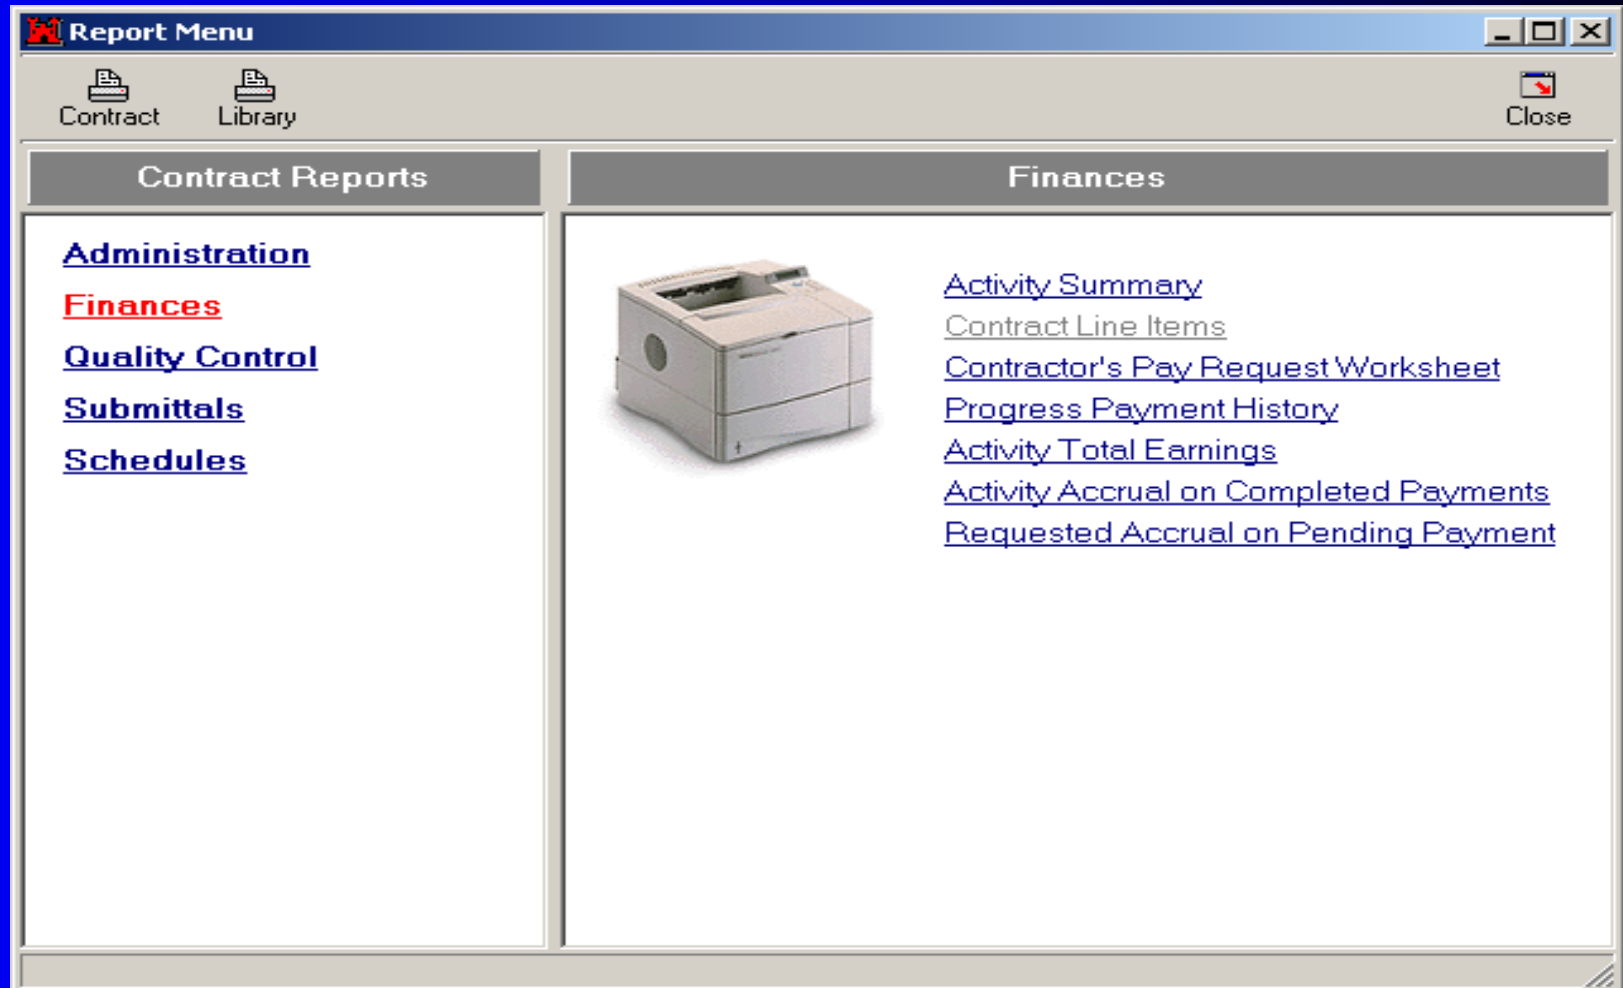 Report Menu
Contract Library Close
Contract Reports
Finances
Administration
Finances
Quality Control
Submittals
Schedules
Activity Summary
Contract Line Items
Contractor's Pay Request Worksheet
Progress Payment History
Activity Total Earnings
Activity Accrual on Completed Payments
Requested Accrual on Pending Payment